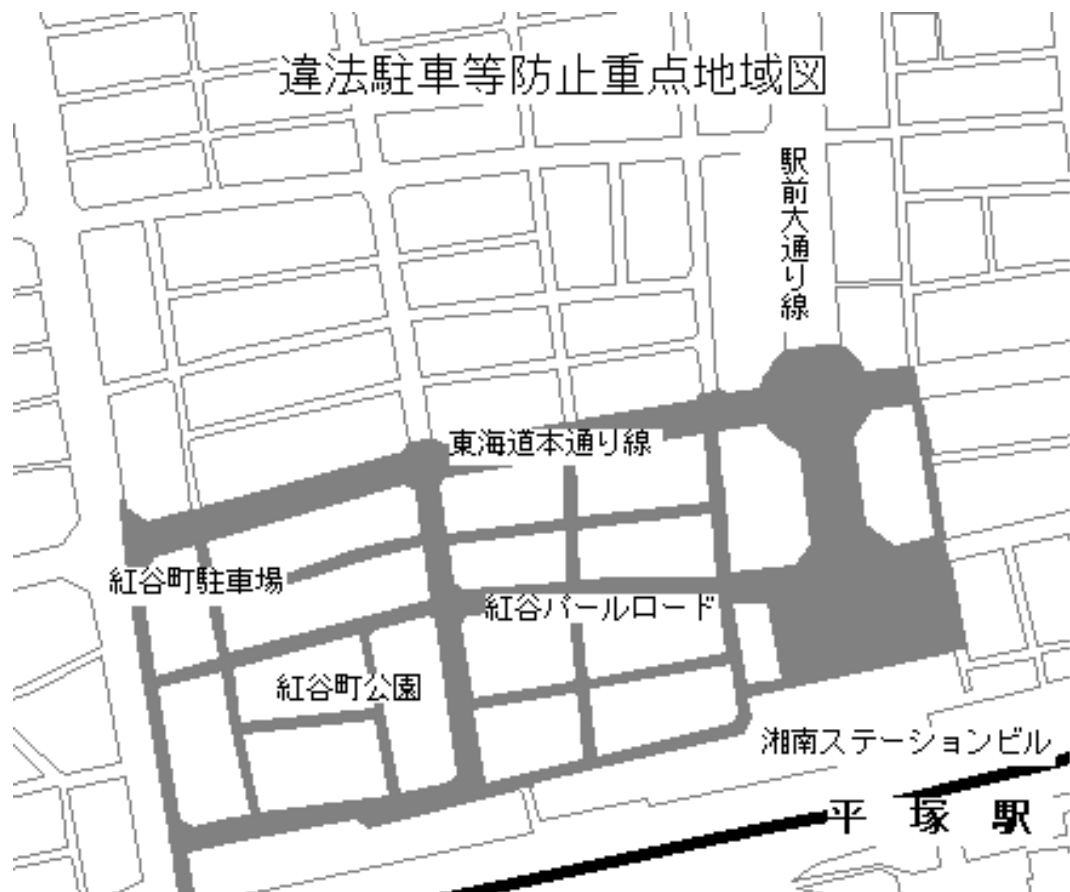 違法駐車等防止重点地域図
駅前大通り線
東海道本通り線
紅谷町駐車場
紅谷パールロード
紅谷町公園
湘南ステーションビル
平塚駅